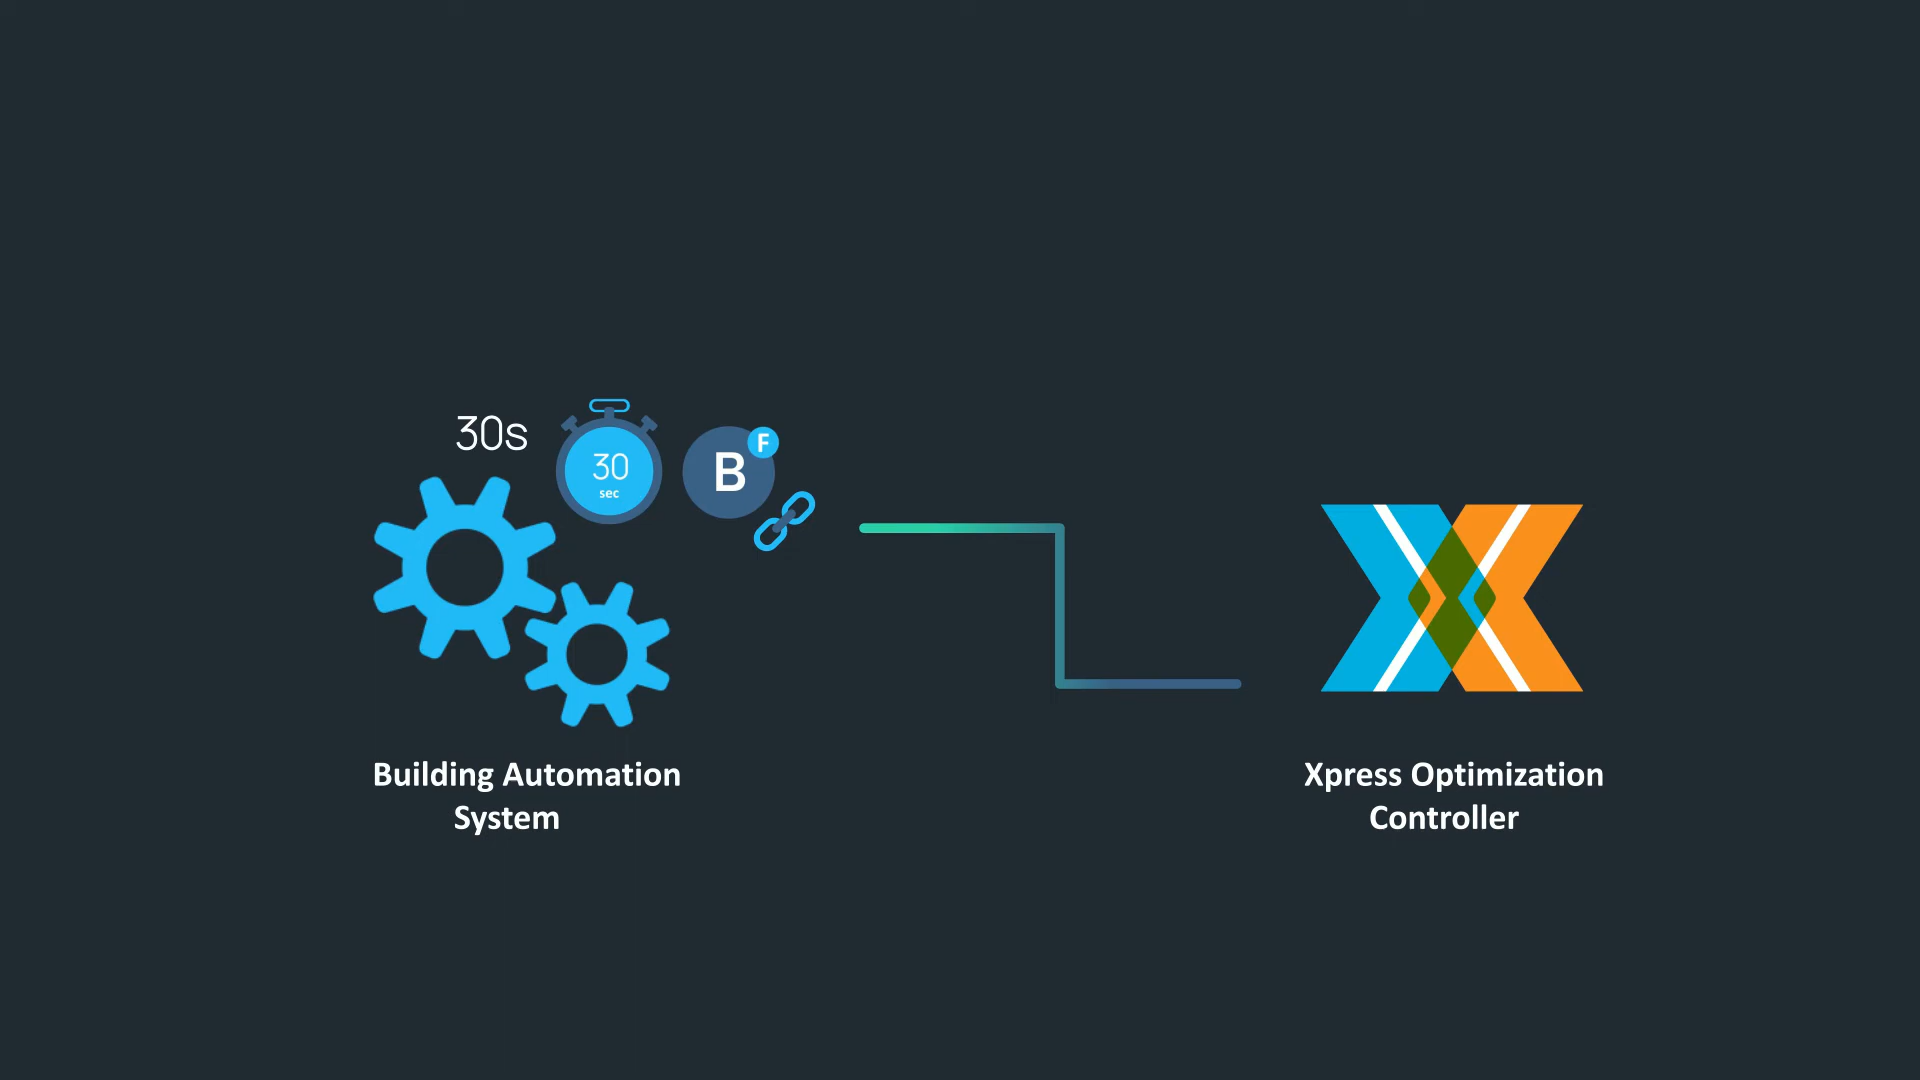 30s
30
sec
B
F
Building Automation
System
Xpress Optimization
Controller